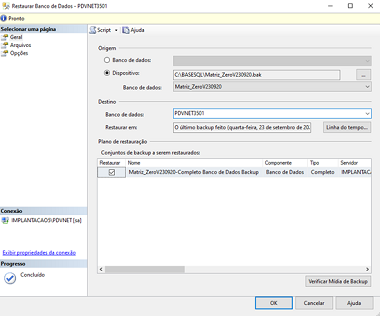 Restaurar Banco de Dados - PDVNET3501
Pronto
Selecionar uma página
Geral
Arquivos
Opções
Script
Ajuda
Origem
Banco de dados:
Dispositivo:
C:\BASESQL\Matriz_ZeroV230920.bak
...
Banco de dados:
Matriz_ZeroV230920
Destino
Banco de dados:
PDVNET3501
Restaurar em:
O último backup feito (quarta-feira, 23 de setembro de 20
Linha do tempo...
Plano de restauração
Conjuntos de backup a serem restaurados:
Restaurar Nome Componente Tipo Servidor
Matriz_ZeroV230920-Completo Banco de Dados Backup Banco de Dados Completo IMPLANTACA
Conexão
IMPLANTACAO5\PDVNET [sa]
Exibir propriedades da conexão
Progresso
Concluído
Verificar Mídia de Backup
OK
Cancelar
Ajuda